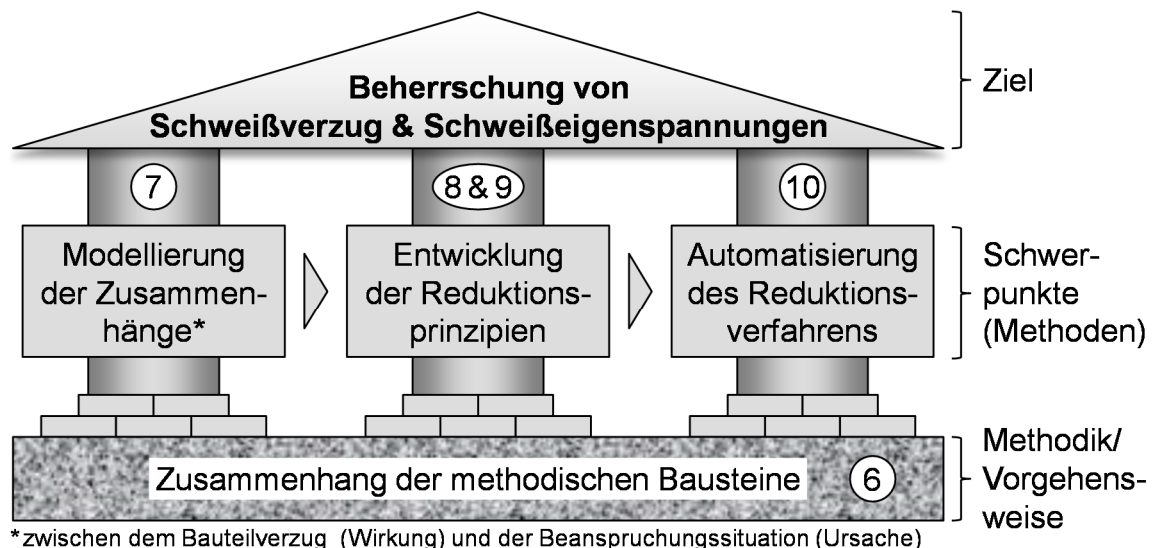 Beherrschung von
Schweißverzug & Schweißeigenspannungen
Ziel
7
8 & 9
10
Modellierung
der Zusammen-
hänge*
Entwicklung
der Reduktions-
prinzipien
Automatisierung
des Reduktions-
verfahrens
Schwer-
punkte
(Methoden)
Zusammenhang der methodischen Bausteine
6
Methodik/
Vorgehens-
weise
*zwischen dem Bauteilverzug (Wirkung) und der Beanspruchungssituation (Ursache)